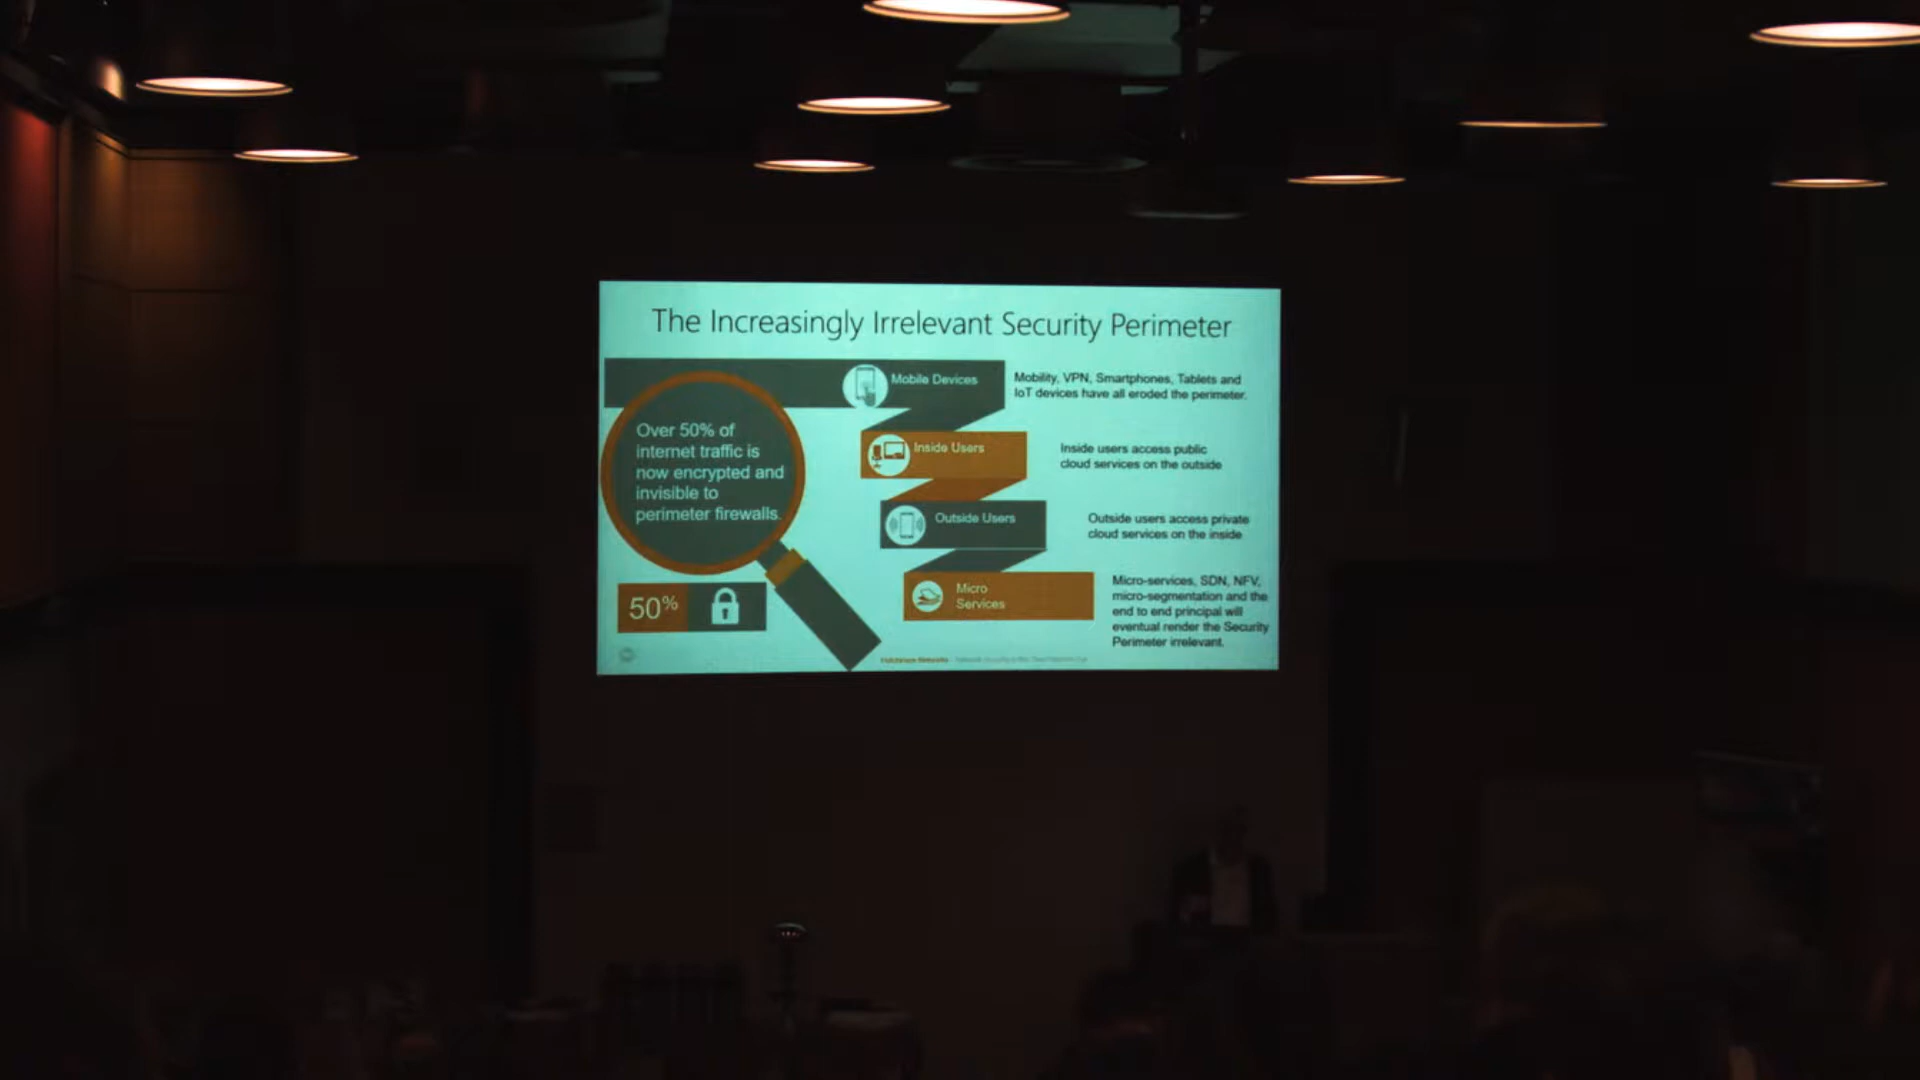 The Increasingly Irrelevant Security Perimeter
Over 50% of
internet traffic is
now encrypted and
invisible to
perimeter firewalls.
50%
Mobile Devices
Mobility, VPN, Smartphones, Tablets and
IoT devices have all eroded the perimeter.
Inside Users
Inside users access public
cloud services on the outside
Outside Users
Outside users access private
cloud services on the inside
Micro
Services
Micro-services, SDN, NFV,
micro-segmentation and the
end to end principal will
eventual render the Security
Perimeter irrelevant.